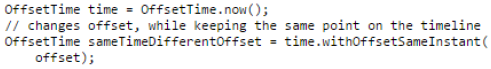 OffsetTime time = OffsetTime.now();
// changes offset, while keeping the same point on the timeline
OffsetTime sameTimeDifferentOffset = time.withOffsetSameInstant(
    offset);